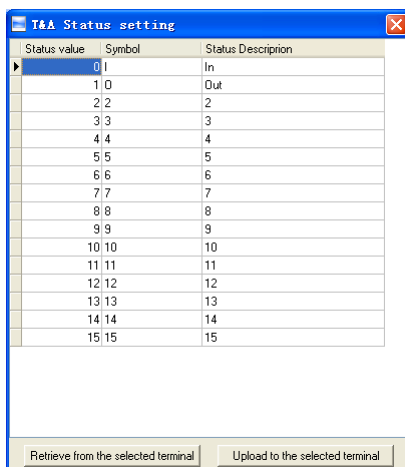 T&A Status setting
Status value Symbol Status Descriprion
0 I In
1 O Out
2 2 2
3 3 3
4 4 4
5 5 5
6 6 6
7 7 7
8 8 8
9 9 9
10 10 10
11 11 11
12 12 12
13 13 13
14 14 14
15 15 15
Retrieve from the selected terminal Upload to the selected terminal